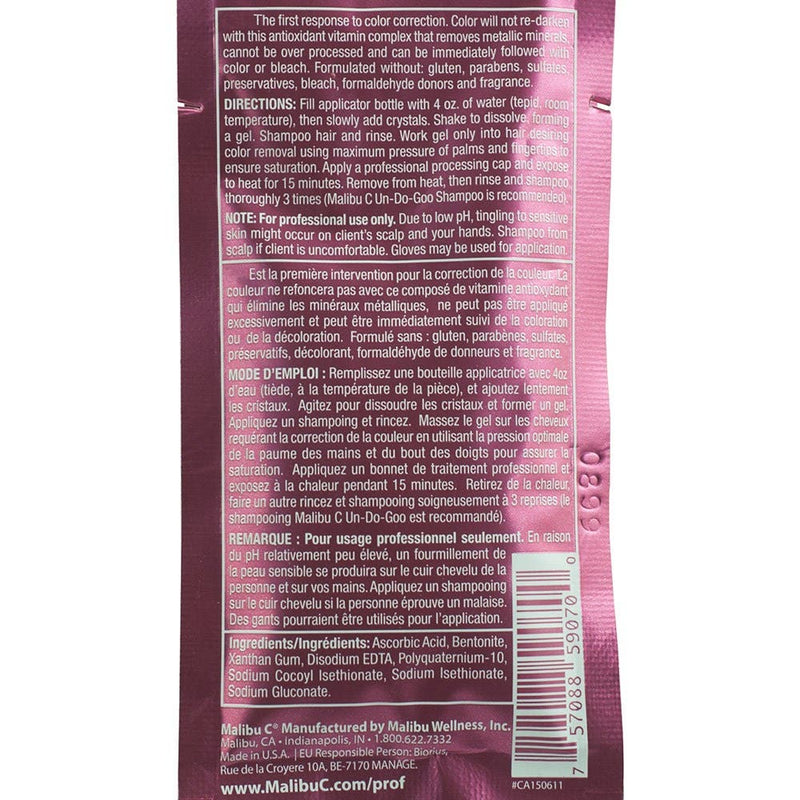 The first response to color correction. Color will not re-darken
with this antioxidant vitamin complex that removes metallic minerals,
cannot be over processed and can be immediately followed with
color or bleach. Formulated without: gluten, parabens, sulfates,
preservatives, bleach, formaldehyde donors and fragrance.
DIRECTIONS: Fill applicator bottle with 4 oz. of water (tepid, room
temperature), then slowly add crystals. Shake to dissolve, forming
a gel. Shampoo hair and rinse. Work gel only into hair desiring
color removal using maximum pressure of palms and fingertips to
ensure saturation. Apply a professional processing cap and expose
to heat for 15 minutes. Remove from heat, then rinse and shampoo
thoroughly 3 times (Malibu C Un-Do-Goo Shampoo is recommended).
NOTE: For professional use only. Due to low pH, tingling to sensitive
skin might occur on client's scalp and your hands. Shampoo from
scalp if client is uncomfortable. Gloves may be used for application.
Est la première intervention pour la correction de la couleur. La
couleur ne refoncera pas avec ce composé de vitamine antioxydant
qui élimine les minéraux métalliques, ne peut pas être appliqué
excessivement et peut être immédiatement suivi de la coloration
ou de la décoloration. Formulé sans : gluten, parabènes, sulfates,
préservatifs, décolorant, formaldéhyde de donneurs et fragrance.
MODE D'EMPLOI : Remplissez une bouteille applicatrice avec 4oz
d'eau (tiède, à la température de la pièce), et ajoutez lentement
les cristaux. Agitez pour dissoudre les cristaux et former un gel.
Appliquez un shampoing et rincez. Massez le gel sur les cheveux
requérant la correction de la couleur en utilisant la pression optimale
de la paume des mains et du bout des doigts pour assurer la
saturation. Appliquez un bonnet de traitement professionnel et
exposez à la chaleur pendant 15 minutes. Retirez de la chaleur,
faire un autre rincez et shampooing soigneusement à 3 reprises (le
shampooing Malibu C Un-Do-Goo est recommandé).
REMARQUE : Pour usage professionnel seulement. En raison
du pH relativement peu élevé, un fourmillement de
la peau sensible se produira sur le cuir chevelu de la
personne et sur vos mains. Appliquez un shampooing
sur le cuir chevelu si la personne éprouve un malaise.
Des gants pourraient être utilisés pour l'application.
Ingredients/Ingrédients: Ascorbic Acid, Bentonite,
Xanthan Gum, Disodium EDTA, Polyquaternium-10,
Sodium Cocoyl Isethionate, Sodium Isethionate,
Sodium Gluconate.
Malibu C® Manufactured by Malibu Wellness, Inc.
Malibu, CA • Indianapolis, IN • 1.800.622.7332
Made in U.S.A. | EU Responsible Person: Biorius,
Rue de la Croyere 10A, BE-7170 MANAGE.
www.MalibuC.com/prof
7 57088 59070 0
#CA150611
0899